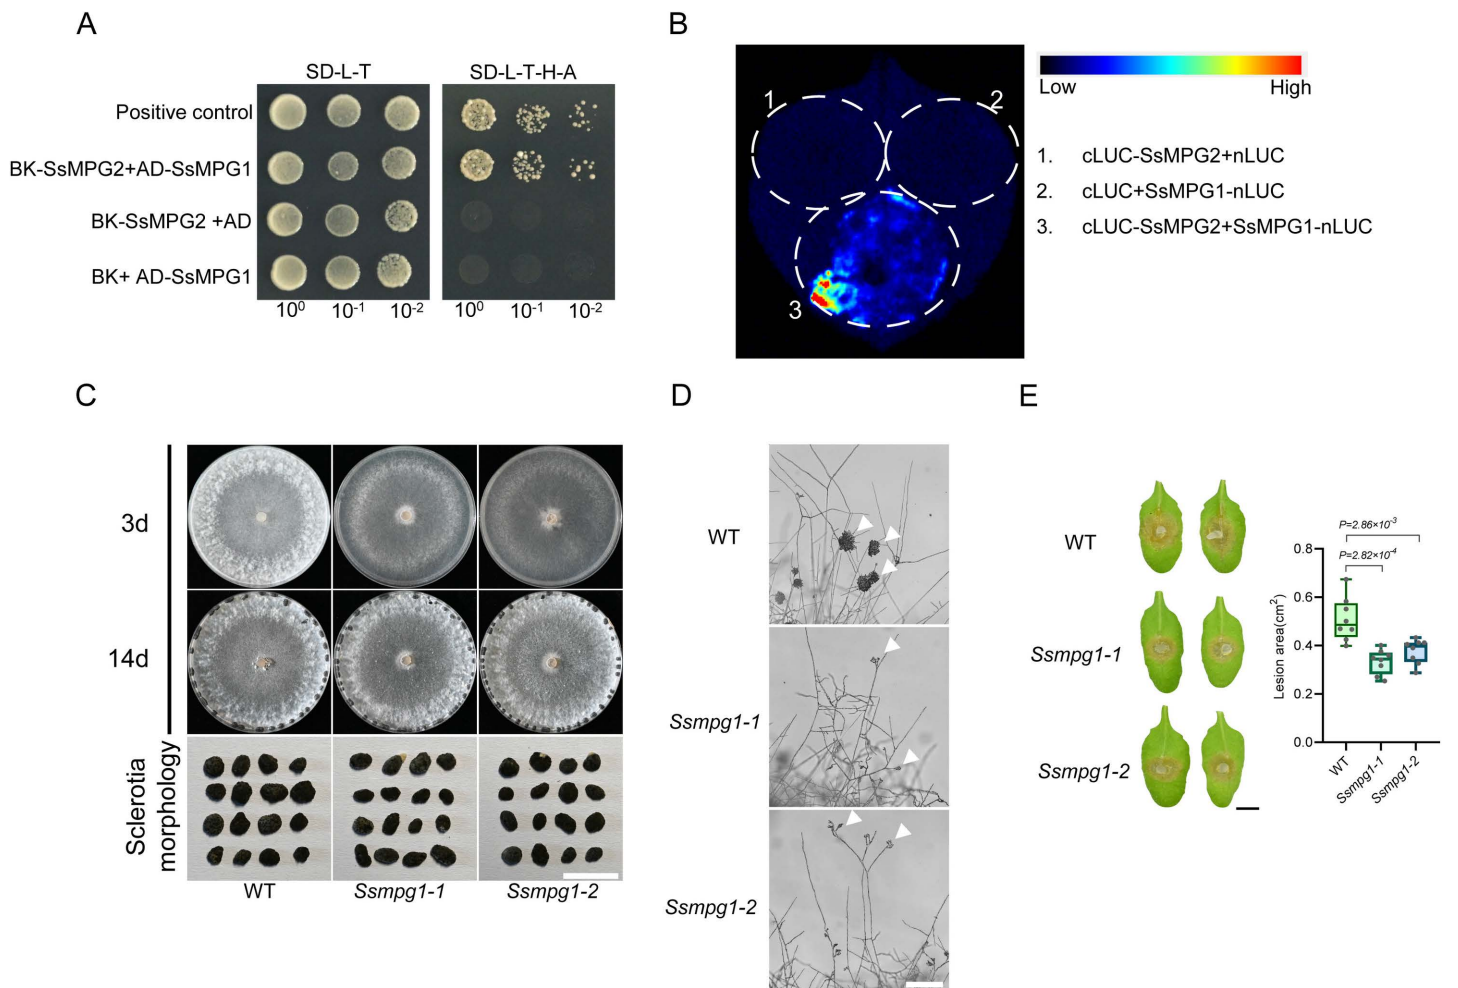 A
SD-L-T
SD-L-T-H-A
Positive control
BK-SsMPG2+AD-SsMPG1
BK-SsMPG2 +AD
BK+ AD-SsMPG1
10⁰ 10⁻¹ 10⁻² 10⁰ 10⁻¹ 10⁻²
B
1
2
3
Low High
1. cLUC-SsMPG2+nLUC
2. cLUC+SsMPG1-nLUC
3. cLUC-SsMPG2+SsMPG1-nLUC
C
3d
14d
Sclerotia
morphology
WT Ssmpg1-1 Ssmpg1-2
D
WT
Ssmpg1-1
Ssmpg1-2
E
WT
Ssmpg1-1
Ssmpg1-2
P=2.86×10⁻³
P=2.82×10⁻⁴
Lesion area(cm²)
0.8
0.6
0.4
0.2
0.0
WT
Ssmpg1-1
Ssmpg1-2